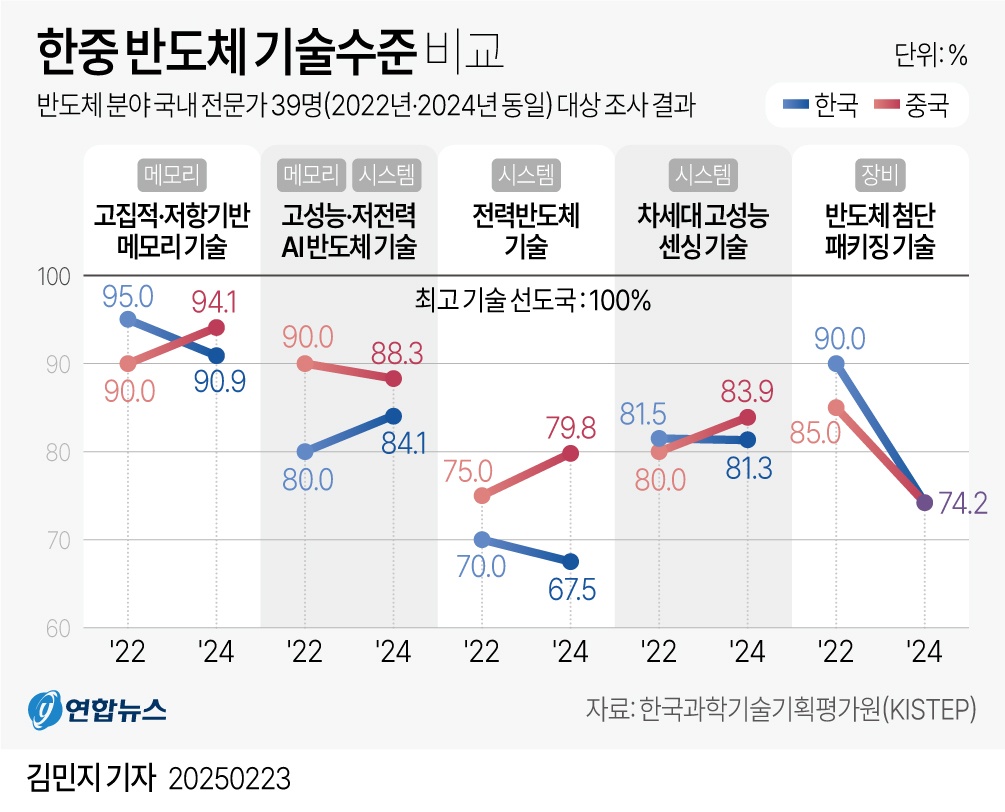 한중 반도체 기술수준 비교
단위: %
반도체 분야 국내 전문가 39명(2022년·2024년 동일) 대상 조사 결과
한국 중국
메모리
고집적·저항기반
메모리 기술
메모리 시스템
고성능·저전력
AI 반도체 기술
시스템
전력반도체
기술
시스템
차세대 고성능
센싱 기술
장비
반도체 첨단
패키징 기술
100
90
80
70
60
최고 기술 선도국 : 100%
95.0
94.1
90.0
90.9
90.0
88.3
80.0
84.1
75.0
79.8
70.0
67.5
81.5
83.9
80.0
81.3
90.0
85.0
74.2
'22 '24 '22 '24 '22 '24 '22 '24 '22 '24
y 연합뉴스
자료: 한국과학기술기획평가원(KISTEP)
김민지 기자 20250223